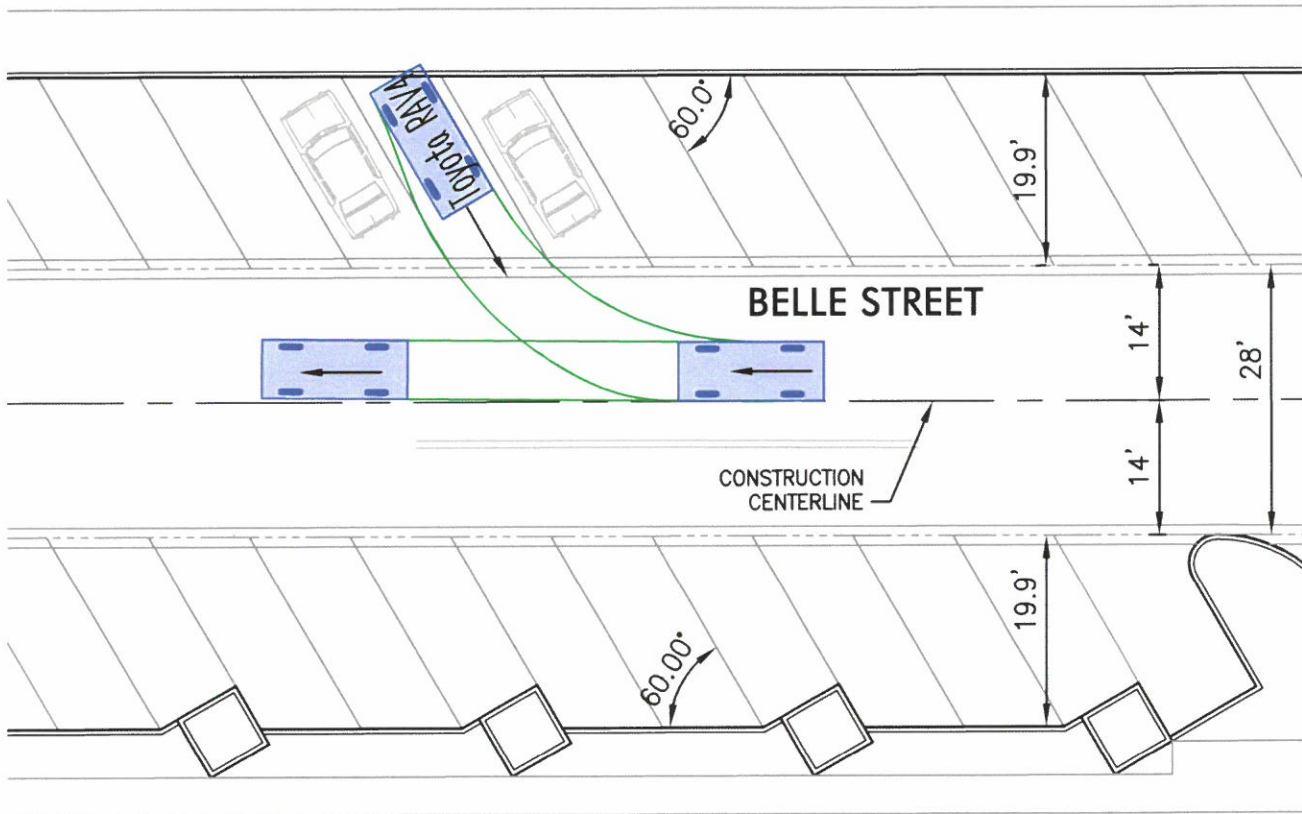 Toyota RAV4
60.0°
19.9'
BELLE STREET
14'
28'
CONSTRUCTION
CENTERLINE
14'
19.9'
60.00°